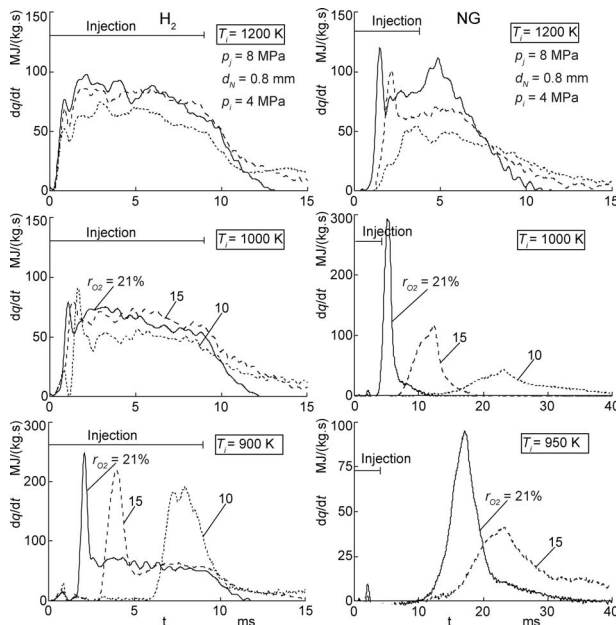 H2
Injection
Ti = 1200 K
pj = 8 MPa
dN = 0.8 mm
pi = 4 MPa
dq/dt MJ/(kg.s)
150
100
50
0
0 5 10 15
NG
Injection
Ti = 1200 K
pj = 8 MPa
dN = 0.8 mm
pi = 4 MPa
dq/dt MJ/(kg.s)
150
100
50
0
0 5 10 15
Injection
Ti = 1000 K
rO2 = 21%
15
10
dq/dt MJ/(kg.s)
150
100
50
0
0 5 10 15
Injection
Ti = 1000 K
rO2 = 21%
15
10
dq/dt MJ/(kg.s)
300
200
100
0
0 10 20 30 40
Injection
Ti = 900 K
rO2 = 21%
15
10
dq/dt MJ/(kg.s)
300
200
100
0
0 5 t 10 ms 15
Injection
Ti = 950 K
rO2 = 21%
15
dq/dt MJ/(kg.s)
100
75
50
25
0
0 10 t 20 ms 30 40